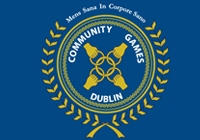 Mens Sana In Corpore Sano
COMMUNITY GAMES
DUBLIN